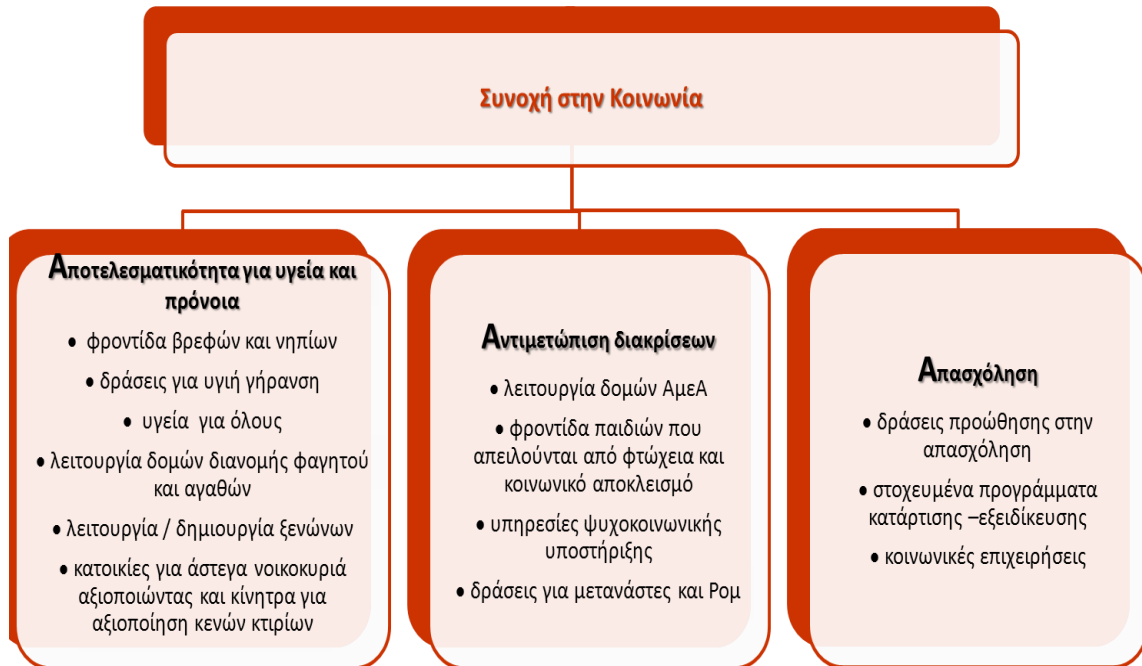 Συνοχή στην Κοινωνία
Αποτελεσματικότητα για υγεία και
πρόνοια
• φροντίδα βρεφών και νηπίων
• δράσεις για υγιή γήρανση
• υγεία για όλους
• λειτουργία δομών διανομής φαγητού
και αγαθών
• λειτουργία / δημιουργία ξενώνων
• κατοικίες για άστεγα νοικοκυριά
αξιοποιώντας και κίνητρα για
αξιοποίηση κενών κτιρίων
Αντιμετώπιση διακρίσεων
• λειτουργία δομών ΑμεΑ
• φροντίδα παιδιών που
απειλούνται από φτώχεια και
κοινωνικό αποκλεισμό
• υπηρεσίες ψυχοκοινωνικής
υποστήριξης
• δράσεις για μετανάστες και Ρομ
Απασχόληση
• δράσεις προώθησης στην
απασχόληση
• στοχευμένα προγράμματα
κατάρτισης –εξειδίκευσης
• κοινωνικές επιχειρήσεις